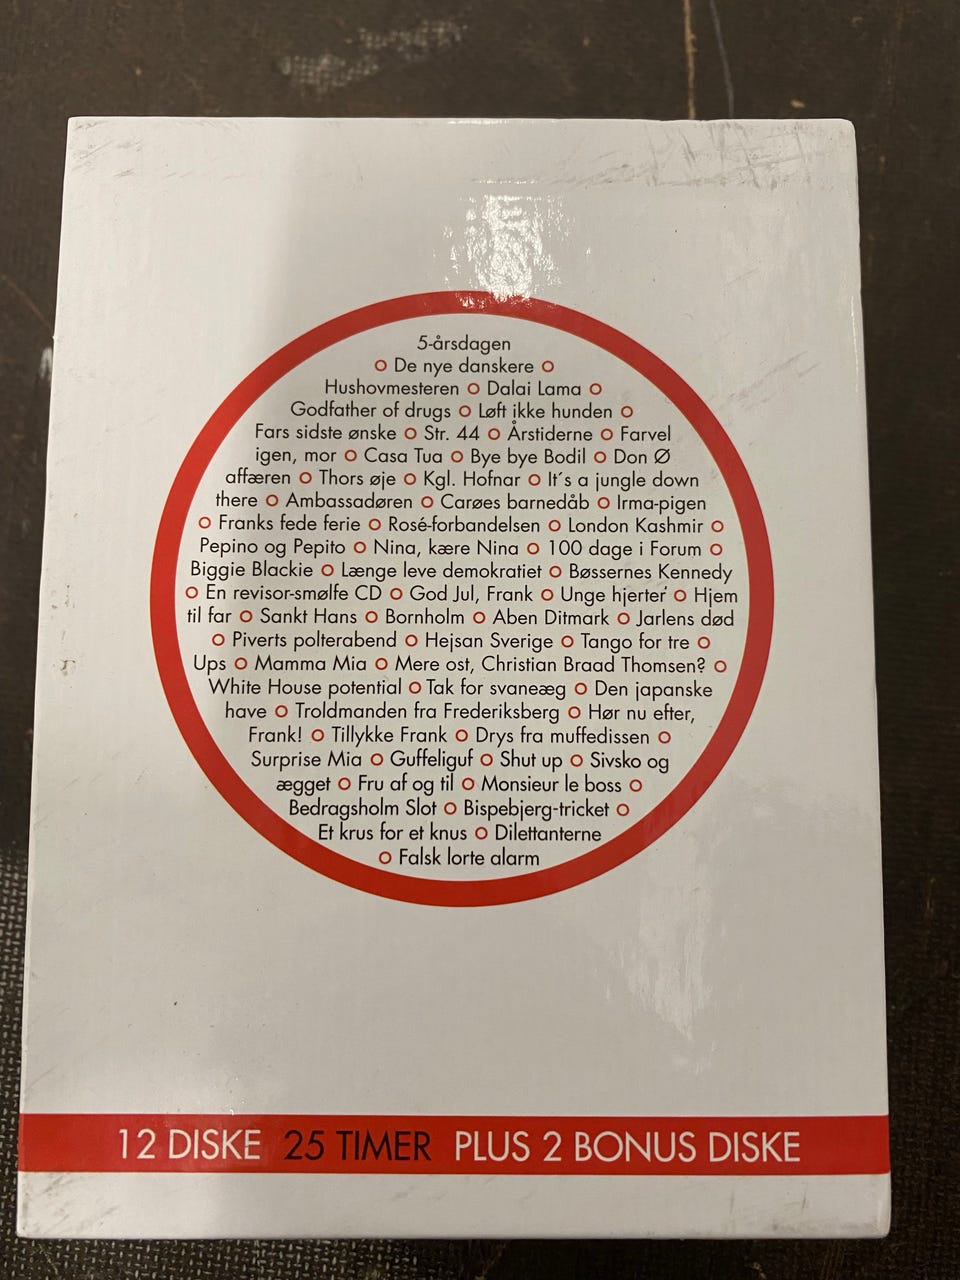 5-årsdagen
o De nye danskere o
Hushovmesteren o Dalai Lama o
Godfather of drugs o Løft ikke hunden o
Fars sidste ønske o Str. 44 o Årstiderne o Farvel
igen, mor o Casa Tua o Bye bye Bodil o Don Ø
affæren o Thors øje o Kgl. Hofnar o It´s a jungle down
there o Ambassadøren o Carøes barnedåb o Irma-pigen
o Franks fede ferie o Rosé-forbandelsen o London Kashmir o
Pepino og Pepito o Nina, kære Nina o 100 dage i Forum o
Biggie Blackie o Længe leve demokratiet o Bøssernes Kennedy
o En revisor-smølfe CD o God Jul, Frank o Unge hjerter´ o Hjem
til far o Sankt Hans o Bornholm o Aben Ditmark o Jarlens død
o Piverts polterabend o Hejsan Sverige o Tango for tre o
Ups o Mamma Mia o Mere ost, Christian Braad Thomsen? o
White House potential o Tak for svaneæg o Den japanske
have o Troldmanden fra Frederiksberg o Hør nu efter,
Frank! o Tillykke Frank o Drys fra muffedissen o
Surprise Mia o Guffeliguf o Shut up o Sivsko og
ægget o Fru af og til o Monsieur le boss o
Bedragsholm Slot o Bispebjerg-tricket o
Et krus for et knus o Dilettanterne
o Falsk lorte alarm
12 DISKE 25 TIMER PLUS 2 BONUS DISKE